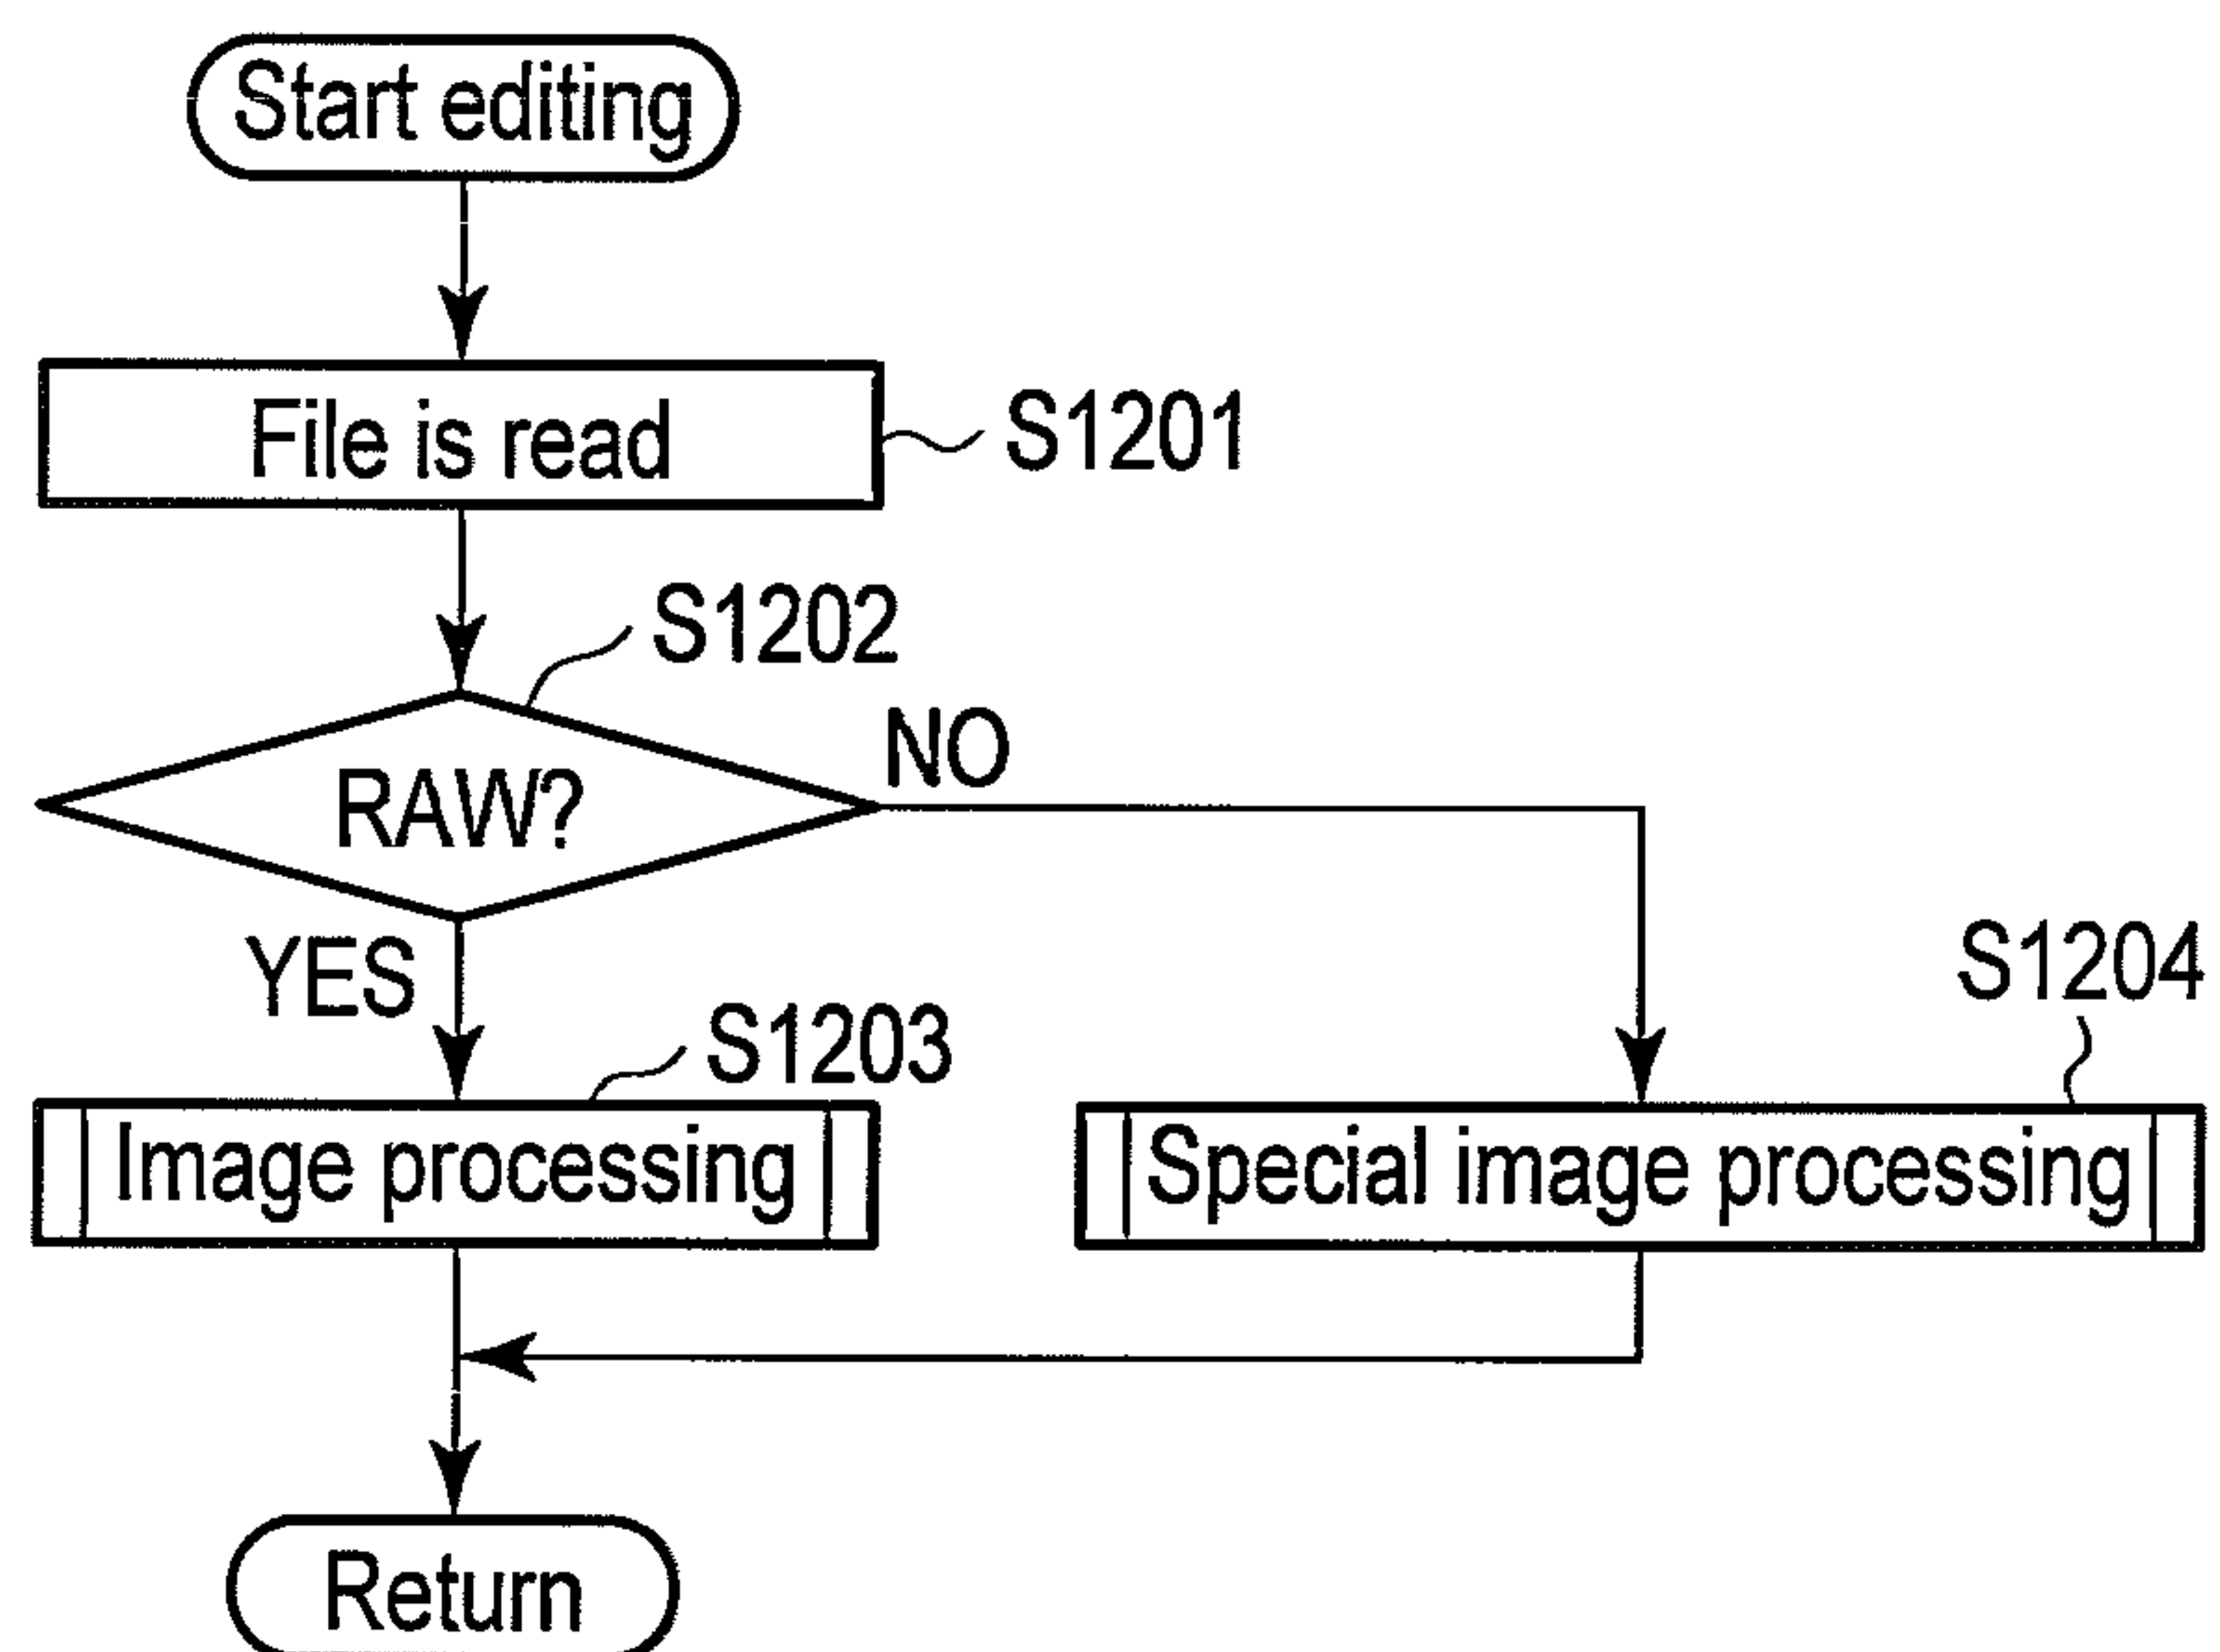 Start editing
File is read
S1201
S1202
RAW?
NO
YES
S1203
S1204
Image processing
Special image processing
Return